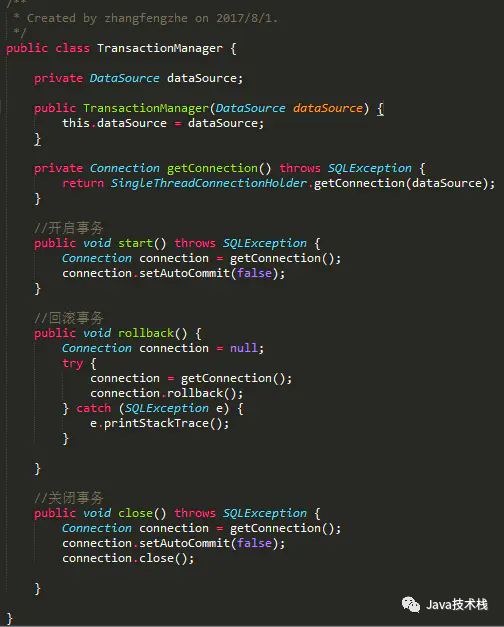 /**
 * Created by zhangfengzhe on 2017/8/1.
 */
public class TransactionManager {
    private DataSource dataSource;
    public TransactionManager(DataSource dataSource) {
        this.dataSource = dataSource;
    }
    private Connection getConnection() throws SQLException {
        return SingleThreadConnectionHolder.getConnection(dataSource);
    }
    //开启事务
    public void start() throws SQLException {
        Connection connection = getConnection();
        connection.setAutoCommit(false);
    }
    //回滚事务
    public void rollback() {
        Connection connection = null;
        try {
            connection = getConnection();
            connection.rollback();
        } catch (SQLException e) {
            e.printStackTrace();
        }
    }
    //关闭事务
    public void close() throws SQLException {
        Connection connection = getConnection();
        connection.setAutoCommit(false);
        connection.close();
    }
}
Java技术栈